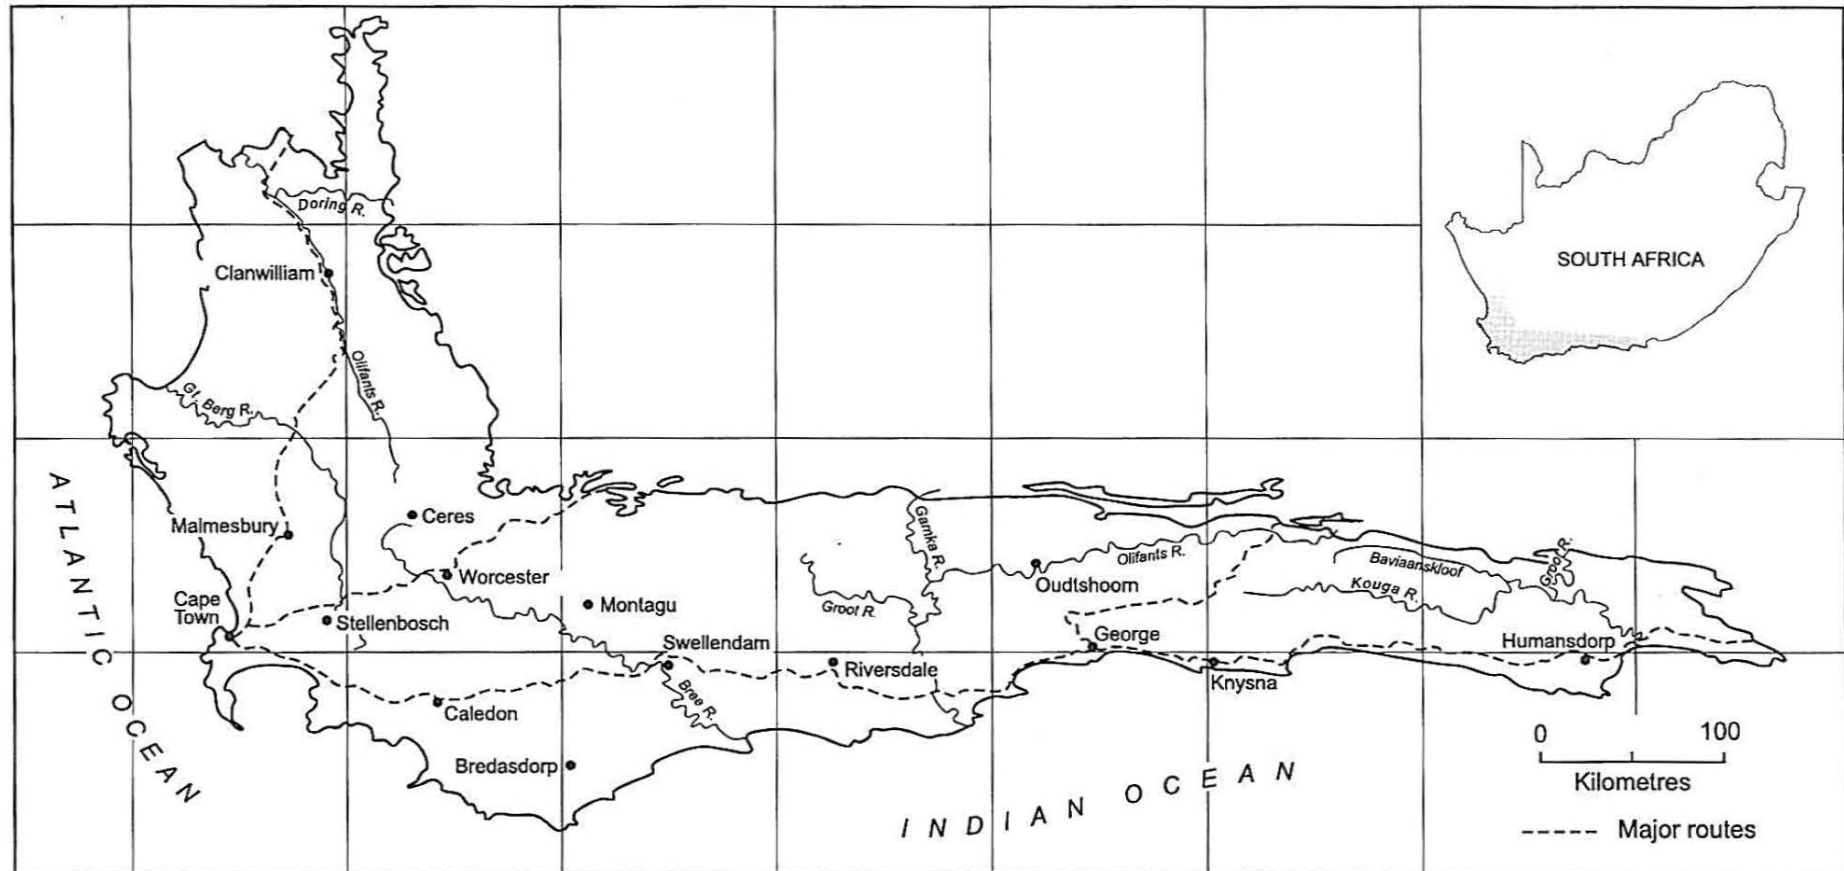 Doring R.
Clanwilliam
SOUTH AFRICA
Olifants R.
Gt. Berg R.
ATLANTIC OCEAN
Malmesbury
Ceres
Gamka R.
Olifants R.
Baviaanskloof
Groot R.
Worcester
Oudtshoorn
Kouga R.
Cape
Town
Montagu
Groot R.
Stellenbosch
Swellendam
George
Humansdorp
Riversdale
Knysna
Bree R.
Caledon
Bredasdorp
INDIAN OCEAN
0 100
Kilometres
Major routes